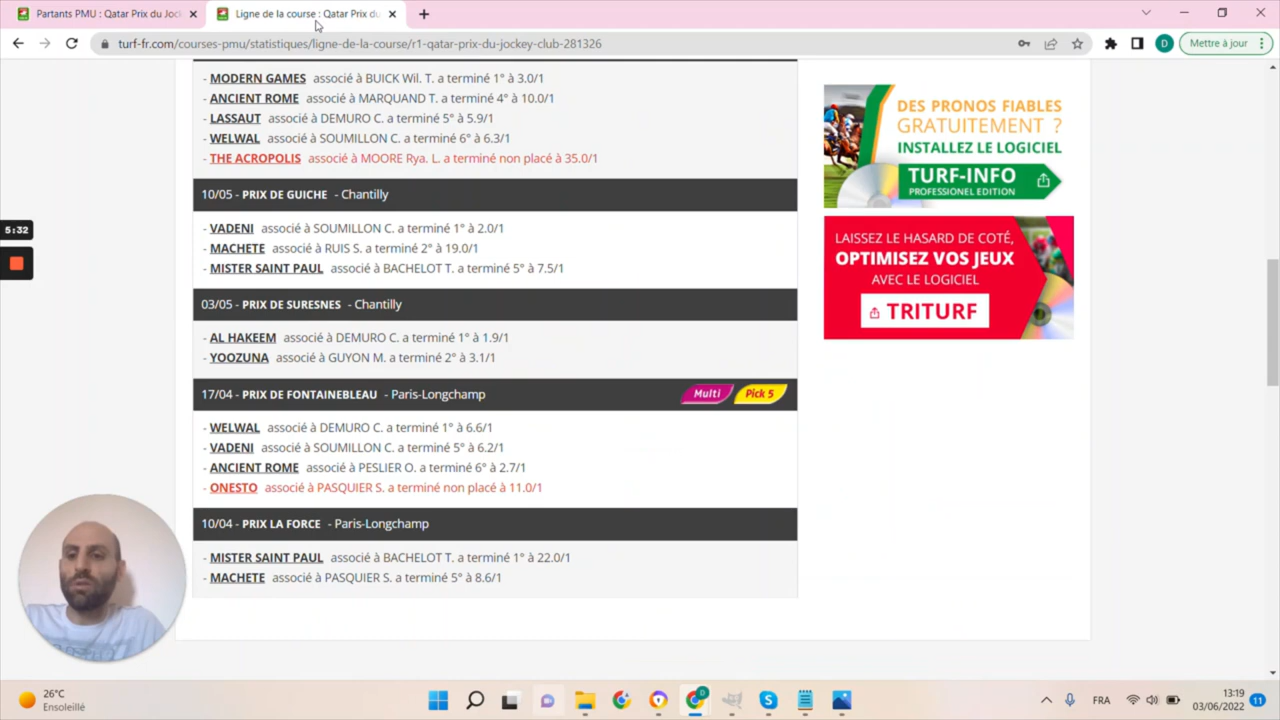 Partants PMU : Qatar Prix du Jock
Ligne de la course : Qatar Prix du
turf-fr.com/courses-pmu/statistiques/ligne-de-la-course/r1-qatar-prix-du-jockey-club-281326
D
Mettre à jour
- MODERN GAMES associé à BUICK Wil. T. a terminé 1° à 3.0/1
- ANCIENT ROME associé à MARQUAND T. a terminé 4° à 10.0/1
- LASSAUT associé à DEMURO C. a terminé 5° à 5.9/1
- WELWAL associé à SOUMILLON C. a terminé 6° à 6.3/1
- THE ACROPOLIS associé à MOORE Rya. L. a terminé non placé à 35.0/1
10/05 - PRIX DE GUICHE - Chantilly
- VADENI associé à SOUMILLON C. a terminé 1° à 2.0/1
- MACHETE associé à RUIS S. a terminé 2° à 19.0/1
- MISTER SAINT PAUL associé à BACHELOT T. a terminé 5° à 7.5/1
03/05 - PRIX DE SURESNES - Chantilly
- AL HAKEEM associé à DEMURO C. a terminé 1° à 1.9/1
- YOOZUNA associé à GUYON M. a terminé 2° à 3.1/1
17/04 - PRIX DE FONTAINEBLEAU - Paris-Longchamp Multi Pick 5
- WELWAL associé à DEMURO C. a terminé 1° à 6.6/1
- VADENI associé à SOUMILLON C. a terminé 5° à 6.2/1
- ANCIENT ROME associé à PESLIER O. a terminé 6° à 2.7/1
- ONESTO associé à PASQUIER S. a terminé non placé à 11.0/1
10/04 - PRIX LA FORCE - Paris-Longchamp
- MISTER SAINT PAUL associé à BACHELOT T. a terminé 1° à 22.0/1
- MACHETE associé à PASQUIER S. a terminé 5° à 8.6/1
DES PRONOS FIABLES
GRATUITEMENT ?
INSTALLEZ LE LOGICIEL
TURF-INFO
PROFESSIONEL EDITION
LAISSEZ LE HASARD DE COTÉ,
OPTIMISEZ VOS JEUX
AVEC LE LOGICIEL
TRITURF
5:32
26°C
Ensoleillé
D
S
FRA
13:19
03/06/2022
11